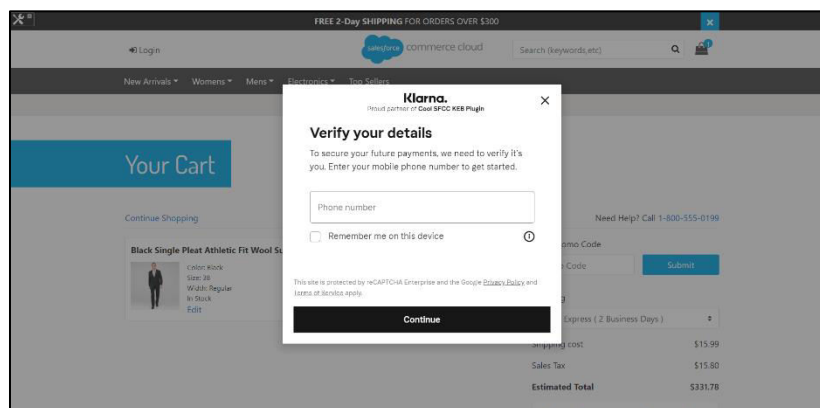 FREE 2-Day SHIPPING FOR ORDERS OVER $300
Login
salesforce commerce cloud
Search (keywords,etc)
1
New Arrivals Womens Mens Electronics Top Sellers
Klarna.
Proud partner of Cool SFCC KEB Plugin
Verify your details
To secure your future payments, we need to verify it's
you. Enter your mobile phone number to get started.
Phone number
Remember me on this device
This site is protected by reCAPTCHA Enterprise and the Google Privacy Policy and
Terms of Service apply.
Continue
Your Cart
Continue Shopping
Need Help? Call 1-800-555-0199
Black Single Pleat Athletic Fit Wool Su
Color: Black
Size: 38
Width: Regular
In Stock
Edit
omo Code
Code
Submit
g
Express ( 2 Business Days )
Shipping cost $15.99
Sales Tax $15.80
Estimated Total $331.78